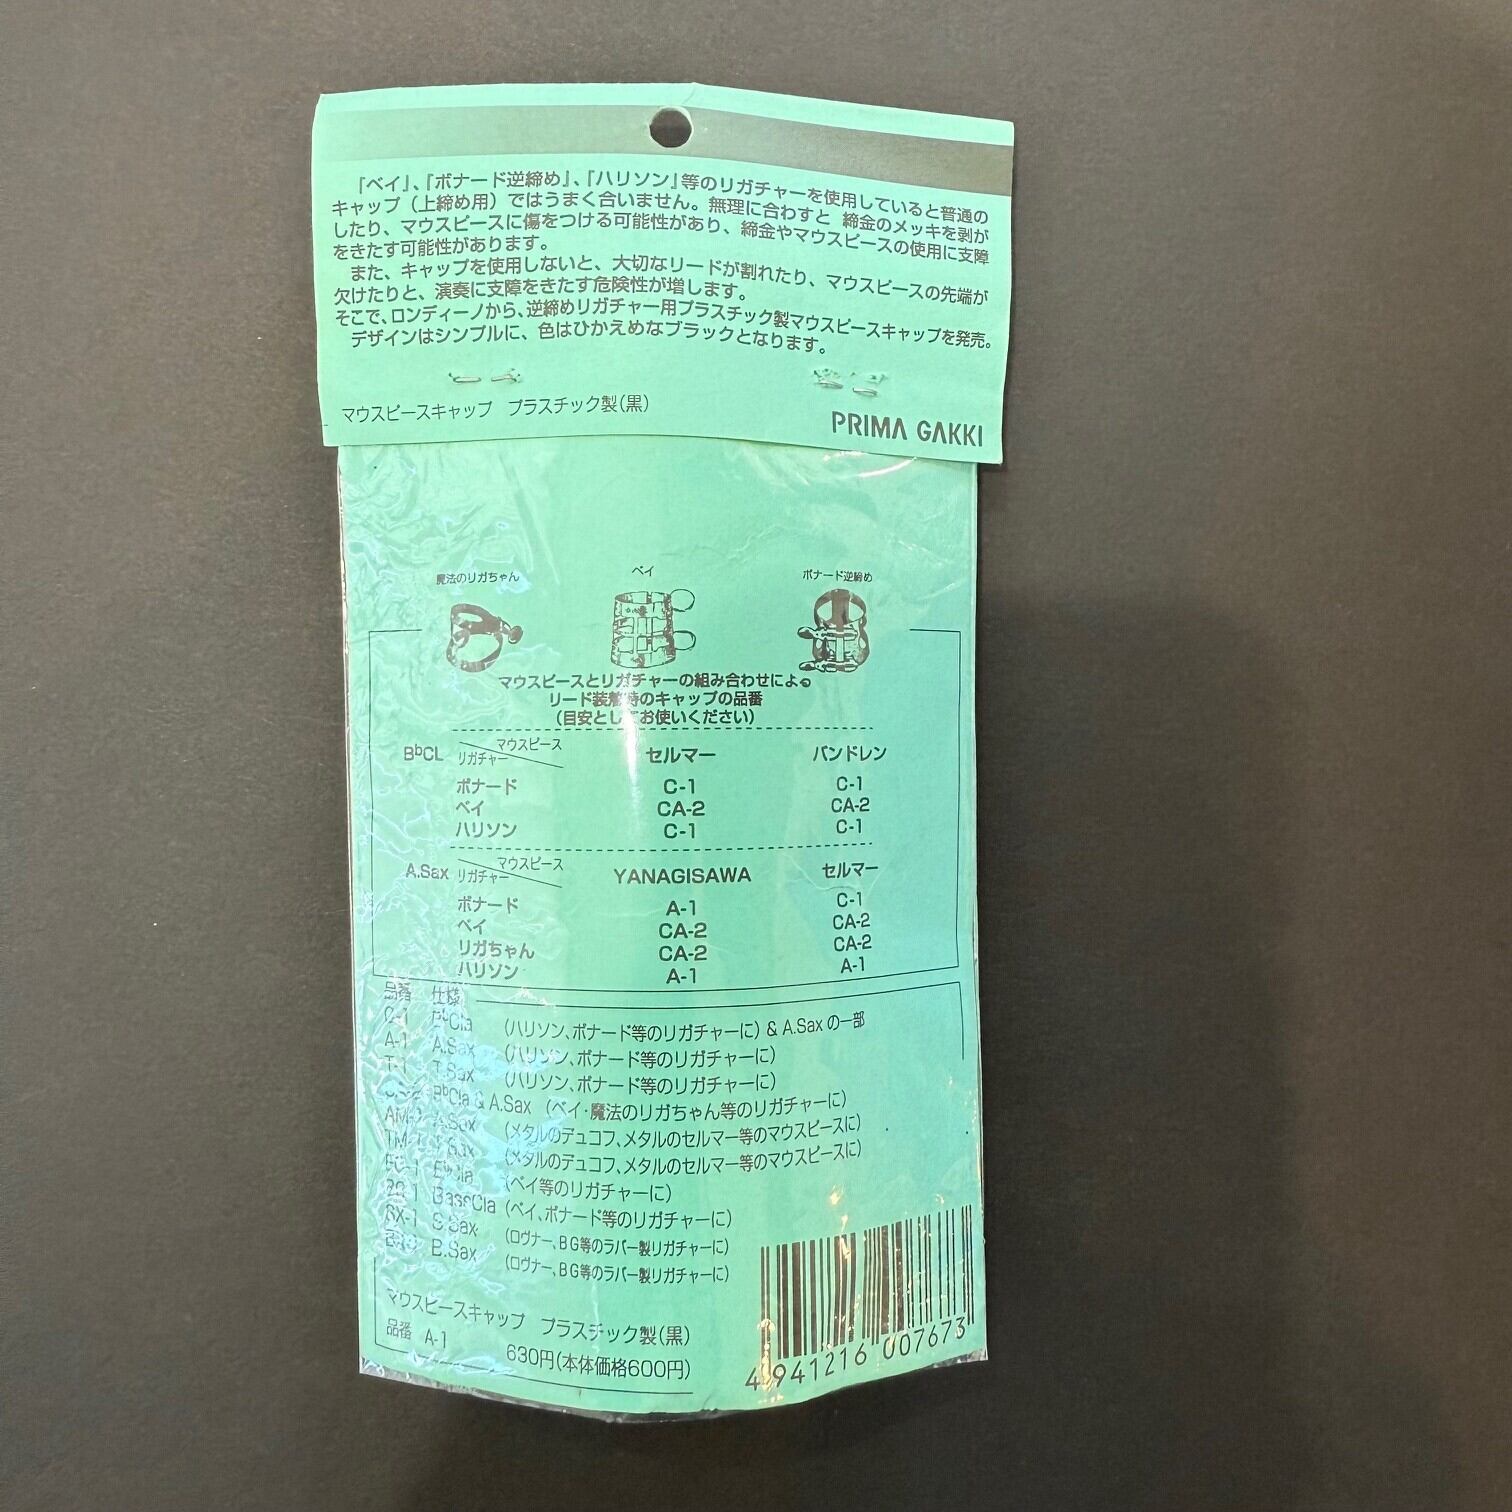 『ベイ』、『ボナード逆締め』、『ハリソン』等のリガチャーを使用していると普通の
キャップ（上締め用）ではうまく合いません。無理に合わすと 締金のメッキを剥が
したり、マウスピースに傷をつける可能性があり、締金やマウスピースの使用に支障
をきたす可能性があります。
また、キャップを使用しないと、大切なリードが割れたり、マウスピースの先端が
欠けたりと、演奏に支障をきたす危険性が増します。
そこで、ロンディーノから、逆締めリガチャー用プラスチック製マウスピースキャップを発売。
デザインはシンプルに、色はひかえめなブラックとなります。
マウスピースキャップ プラスチック製(黒)
PRIMA GAKKI
魔法のリガちゃん ベイ ボナード逆締め
マウスピースとリガチャーの組み合わせによる
リード装着時のキャップの品番
(目安としてお使いください)
BbCL リガチャー マウスピース セルマー バンドレン
ボナード C-1 C-1
ベイ CA-2 CA-2
ハリソン C-1 C-1
A.Sax リガチャー マウスピース YANAGISAWA セルマー
ボナード A-1 C-1
ベイ CA-2 CA-2
リガちゃん CA-2 CA-2
ハリソン A-1 A-1
品番 仕様
C-1 BbCla (ハリソン、ボナード等のリガチャーに) & A.Sax の一部
A-1 A.Sax (ハリソン、ボナード等のリガチャーに)
T-1 T.Sax (ハリソン、ボナード等のリガチャーに)
BbCla & A.Sax (ベイ・魔法のリガちゃん等のリガチャーに)
A.Sax (メタルのデュコフ、メタルのセルマー等のマウスピースに)
(メタルのデュコフ、メタルのセルマー等のマウスピースに)
(ベイ等のリガチャーに)
BassCla (ベイ、ボナード等のリガチャーに)
S.Sax (ロヴナー、BG等のラバー製リガチャーに)
B.Sax (ロヴナー、BG等のラバー製リガチャーに)
マウスピースキャップ プラスチック製(黒)
品番 A-1
630円(本体価格600円)
4 941216 007673